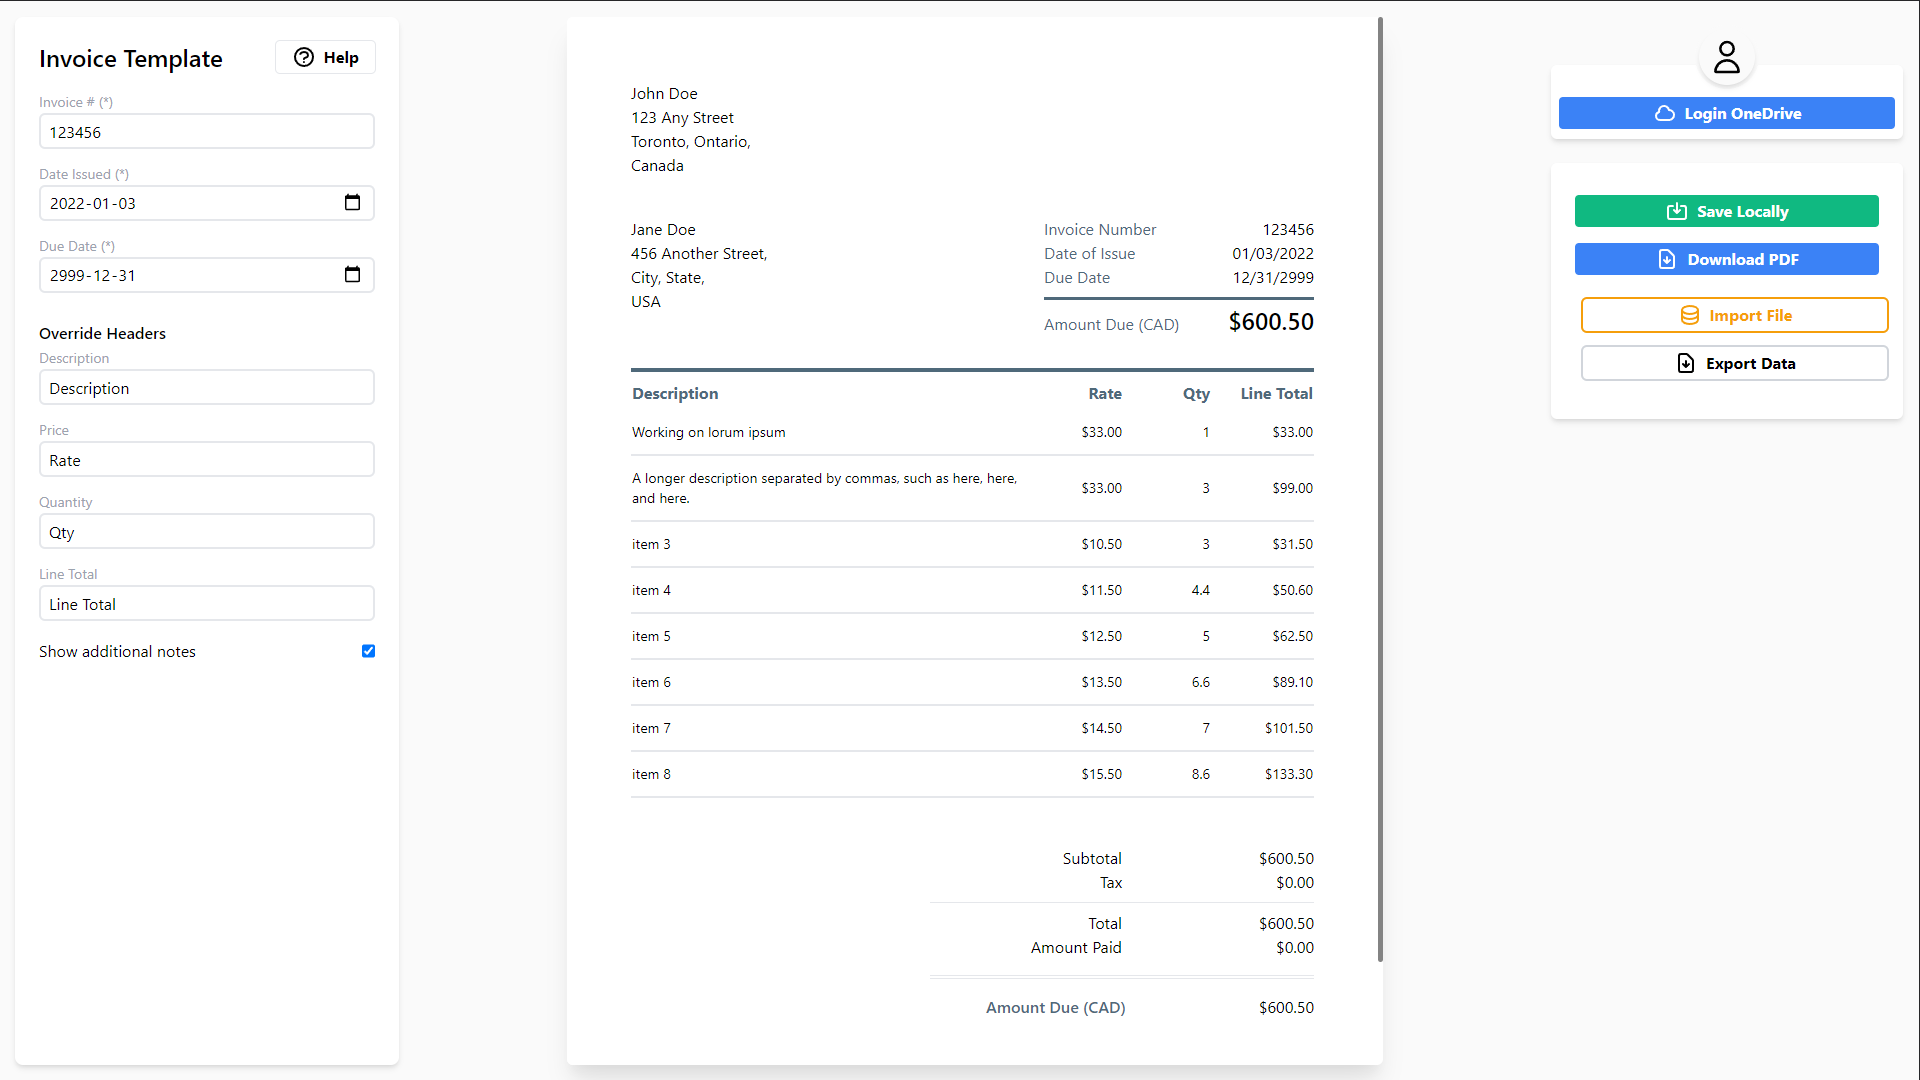 Invoice Template
Help
Invoice # (*)
123456
Date Issued (*)
2022-01-03
Due Date (*)
2999-12-31
Override Headers
Description
Description
Price
Rate
Quantity
Qty
Line Total
Line Total
Show additional notes
John Doe
123 Any Street
Toronto, Ontario,
Canada
Jane Doe
456 Another Street,
City, State,
USA
Invoice Number 123456
Date of Issue 01/03/2022
Due Date 12/31/2999
Amount Due (CAD) $600.50
Description Rate Qty Line Total
Working on lorum ipsum $33.00 1 $33.00
A longer description separated by commas, such as here, here,
and here. $33.00 3 $99.00
item 3 $10.50 3 $31.50
item 4 $11.50 4.4 $50.60
item 5 $12.50 5 $62.50
item 6 $13.50 6.6 $89.10
item 7 $14.50 7 $101.50
item 8 $15.50 8.6 $133.30
Subtotal $600.50
Tax $0.00
Total $600.50
Amount Paid $0.00
Amount Due (CAD) $600.50
Login OneDrive
Save Locally
Download PDF
Import File
Export Data